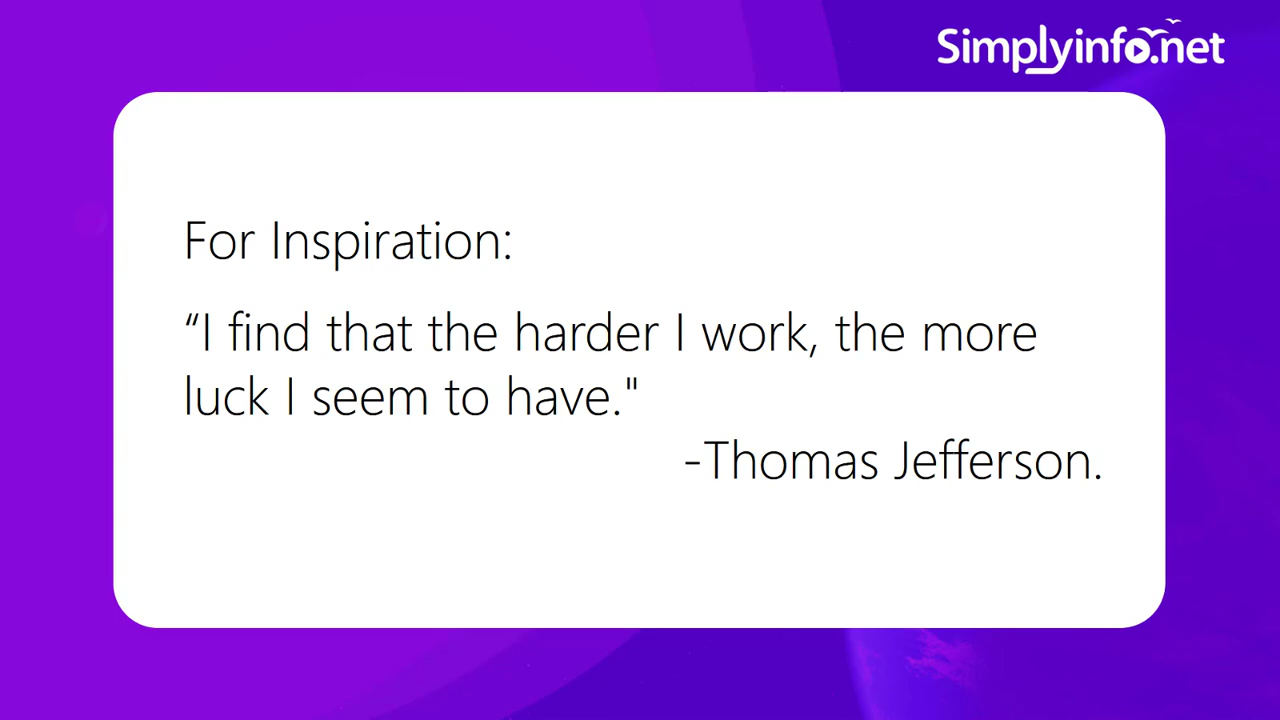 Simplyinfo.net
For Inspiration:
“I find that the harder I work, the more
luck I seem to have."
-Thomas Jefferson.